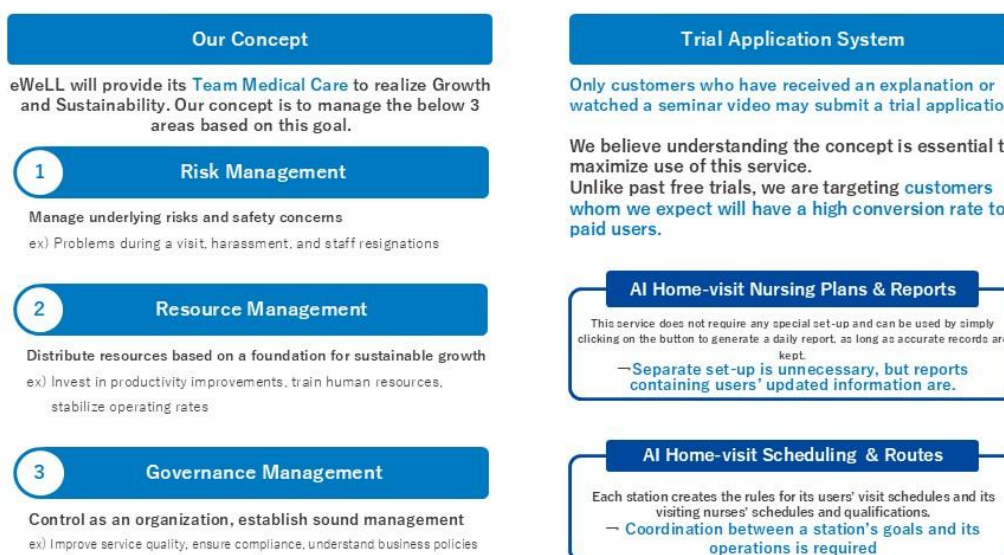 Our Concept
eWeLL will provide its Team Medical Care to realize Growth
and Sustainability. Our concept is to manage the below 3
areas based on this goal.
1
Risk Management
Manage underlying risks and safety concerns
ex) Problems during a visit, harassment, and staff resignations
2
Resource Management
Distribute resources based on a foundation for sustainable growth
ex) Invest in productivity improvements, train human resources,
stabilize operating rates
3
Governance Management
Control as an organization, establish sound management
ex) Improve service quality, ensure compliance, understand business policies
Trial Application System
Only customers who have received an explanation or
watched a seminar video may submit a trial applicatio
We believe understanding the concept is essential t
maximize use of this service.
Unlike past free trials, we are targeting customers
whom we expect will have a high conversion rate to
paid users.
AI Home-visit Nursing Plans & Reports
This service does not require any special set-up and can be used by simply
clicking on the button to generate a daily report, as long as accurate records are
kept.
→Separate set-up is unnecessary, but reports
containing users' updated information are.
AI Home-visit Scheduling & Routes
Each station creates the rules for its users' visit schedules and its
visiting nurses' schedules and qualifications.
→ Coordination between a station's goals and its
operations is required